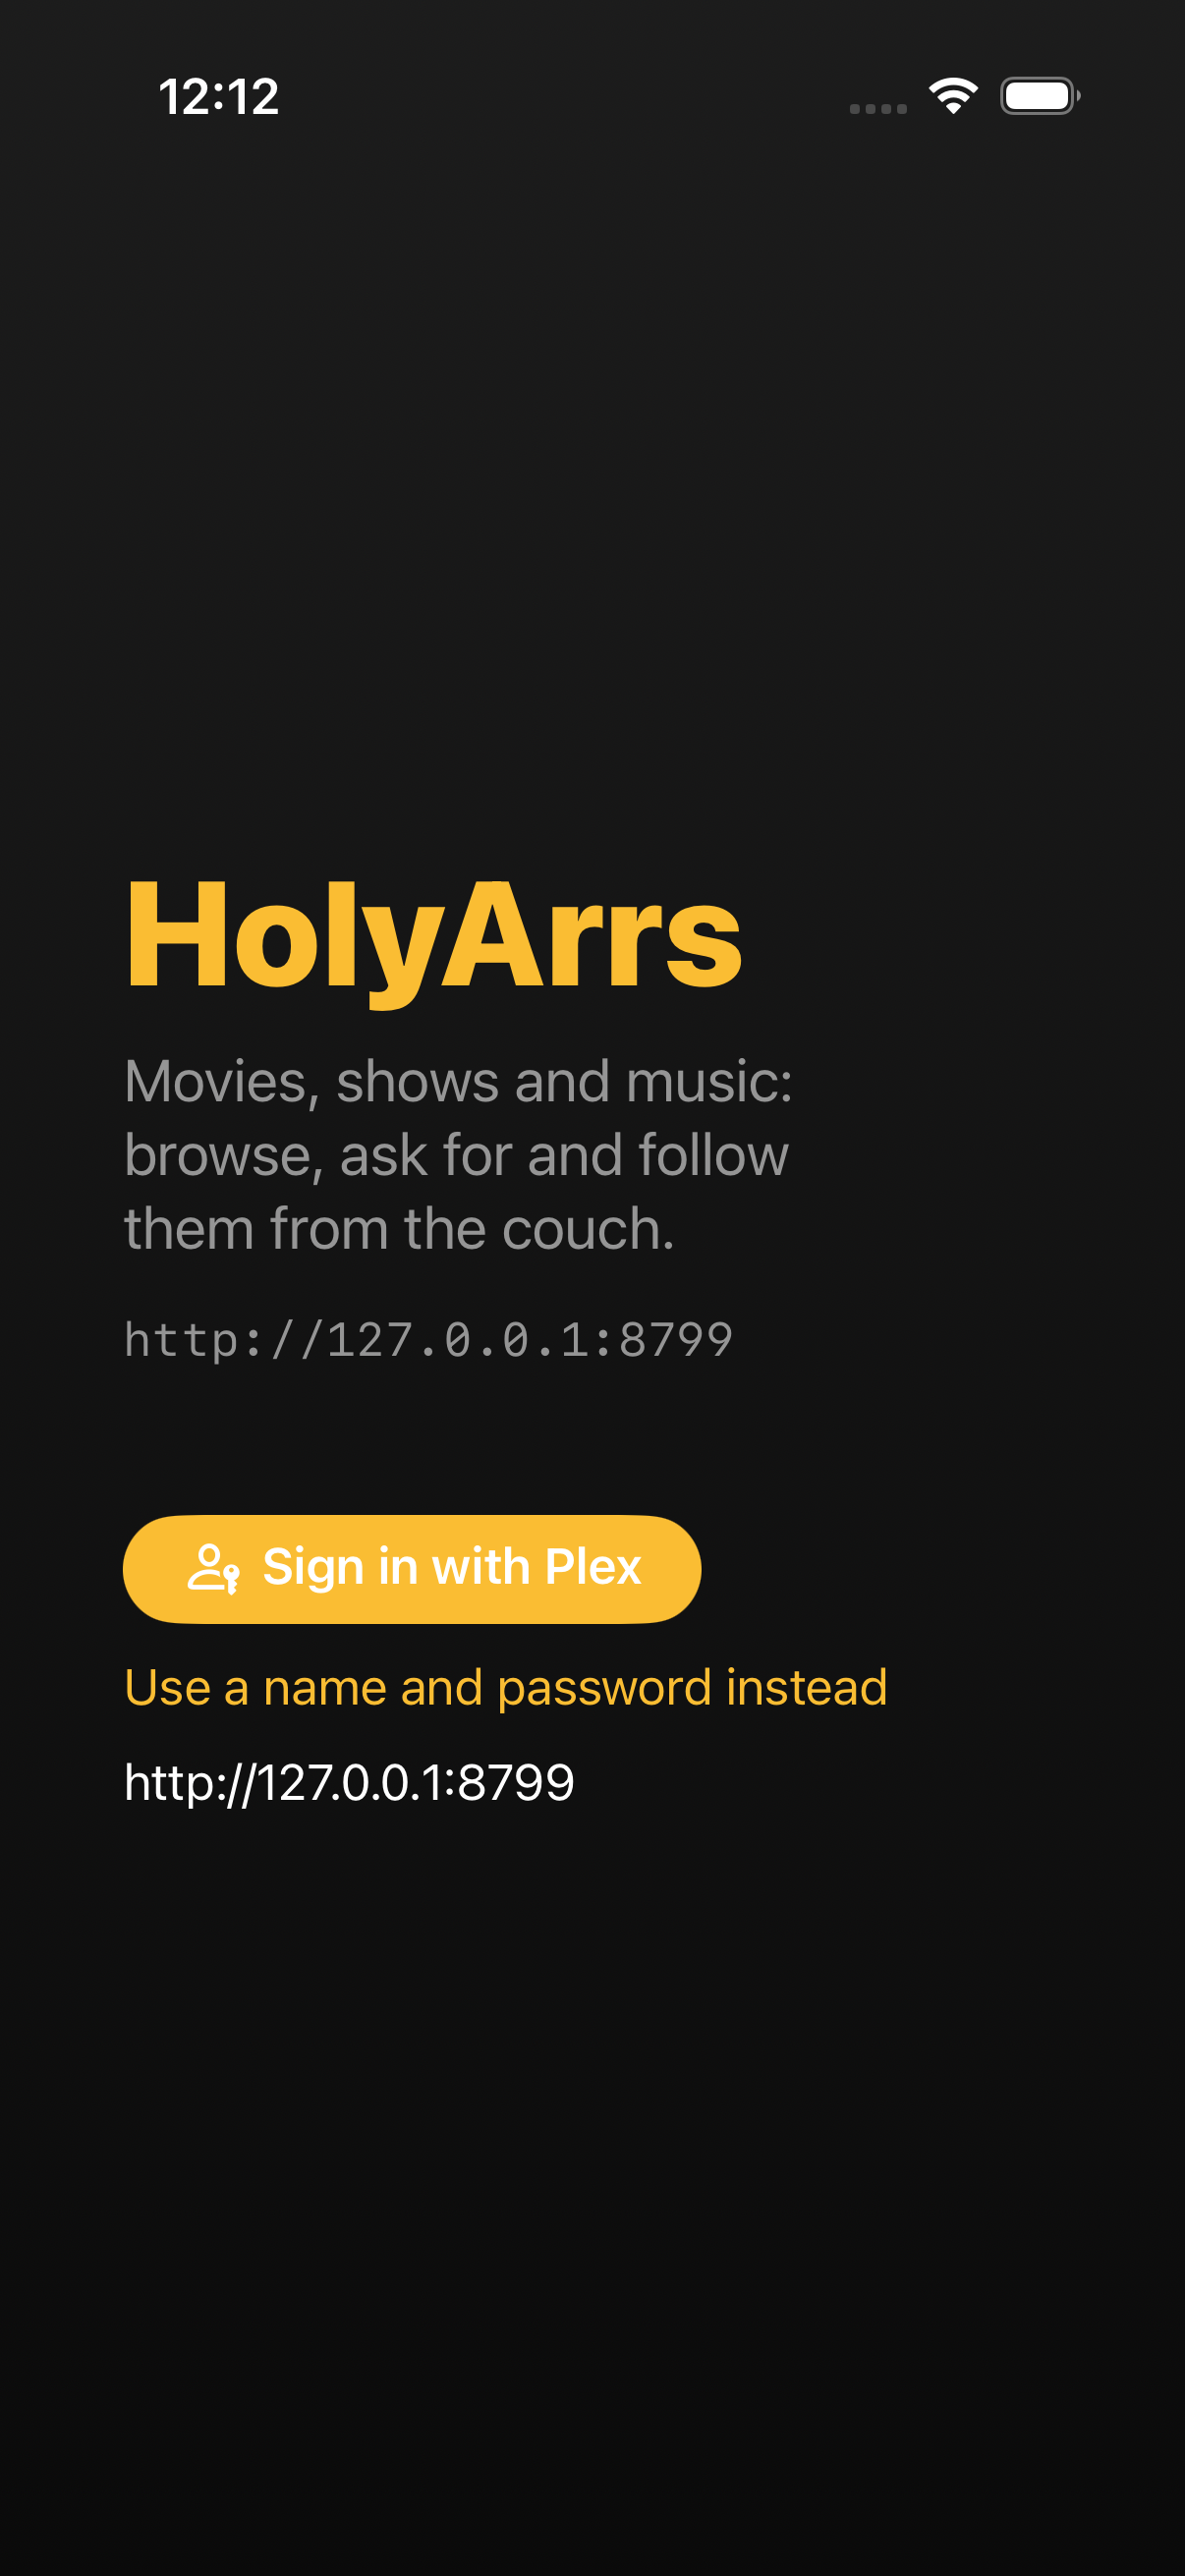 12:12
HolyArrs
Movies, shows and music:
browse, ask for and follow
them from the couch.
http://127.0.0.1:8799
Sign in with Plex
Use a name and password instead
http://127.0.0.1:8799